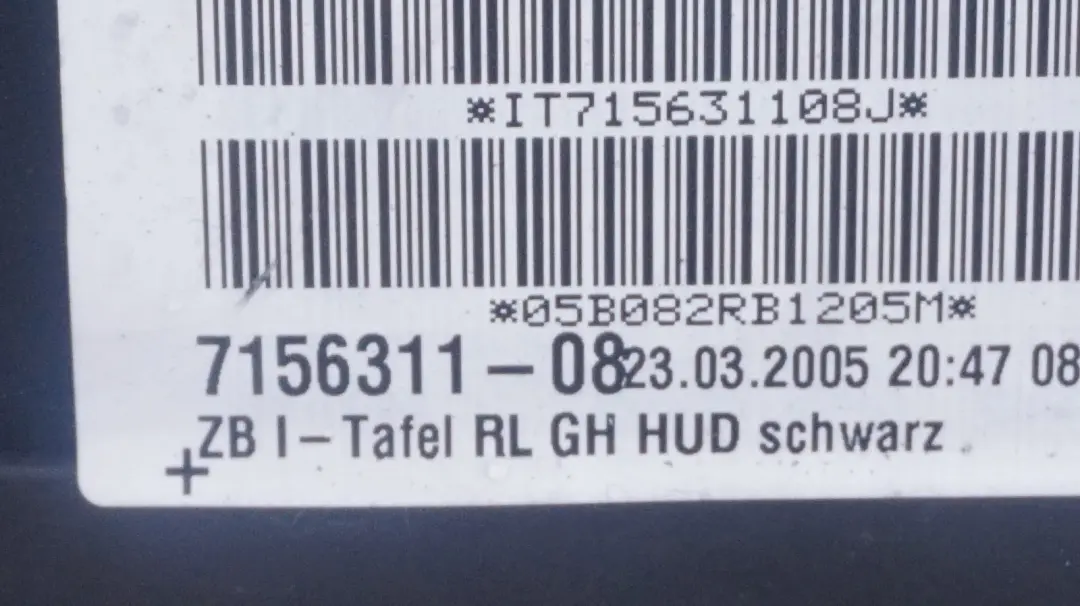 *IT715631108J*
*05B082RB1205M*
7156311-08 23.03.2005 20:47 08
ZB I-Tafel RL GH HUD schwarz
+